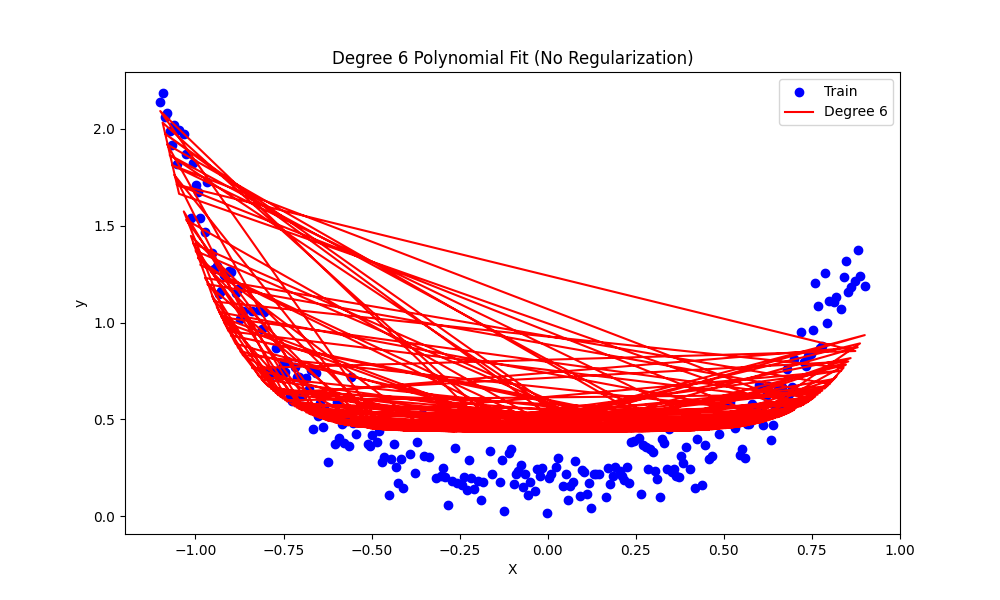 Degree 6 Polynomial Fit (No Regularization)
Train
Degree 6
y
2.0
1.5
1.0
0.5
0.0
−1.00 −0.75 −0.50 −0.25 0.00 0.25 0.50 0.75 1.00
X